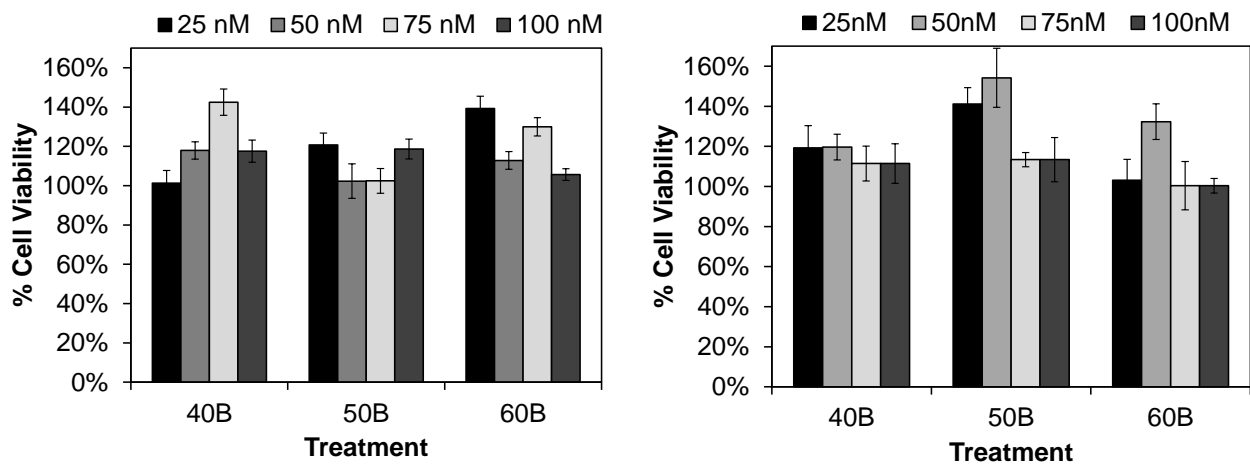 25 nM 50 nM 75 nM 100 nM
160%
140%
120%
100%
80%
60%
40%
20%
0%
% Cell Viability
40B 50B 60B
Treatment
25nM 50nM 75nM 100nM
160%
140%
120%
100%
80%
60%
40%
20%
0%
% Cell Viability
40B 50B 60B
Treatment